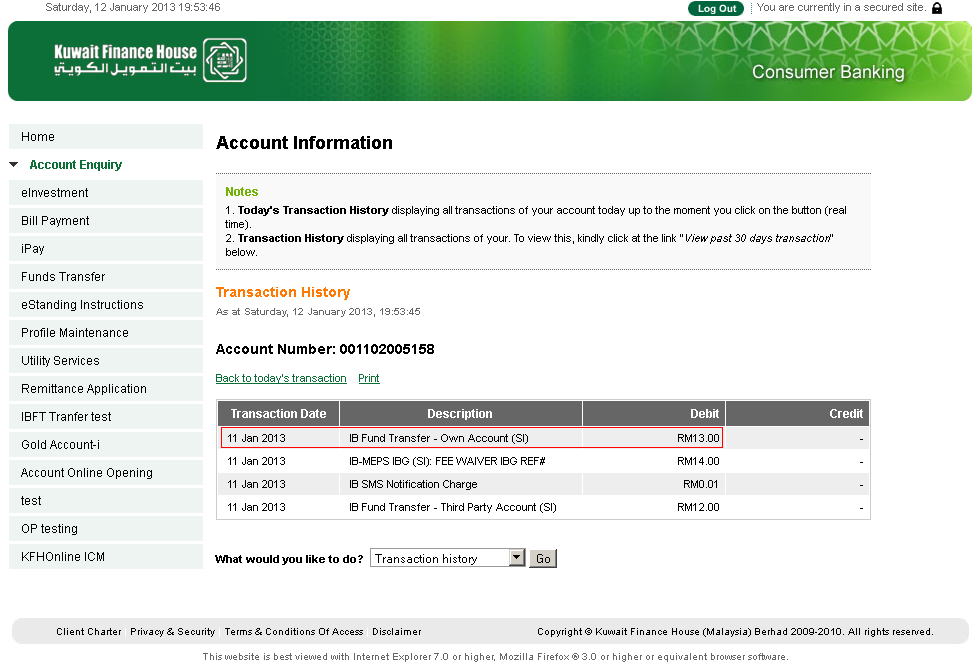 Saturday, 12 January 2013 19:53:46
Log Out
You are currently in a secured site.
Kuwait Finance House
بيت التمويل الكويتي
Consumer Banking
Home
Account Enquiry
eInvestment
Bill Payment
iPay
Funds Transfer
eStanding Instructions
Profile Maintenance
Utility Services
Remittance Application
IBFT Tranfer test
Gold Account-i
Account Online Opening
test
OP testing
KFHOnline ICM
Account Information
Notes
1. Today's Transaction History displaying all transactions of your account today up to the moment you click on the button (real
time).
2. Transaction History displaying all transactions of your. To view this, kindly click at the link "View past 30 days transaction"
below.
Transaction History
As at Saturday, 12 January 2013, 19:53:45
Account Number: 001102005158
Back to today's transaction Print
Transaction Date Description Debit Credit
11 Jan 2013 IB Fund Transfer - Own Account (SI) RM13.00 -
11 Jan 2013 IB-MEPS IBG (SI): FEE WAIVER IBG REF# RM14.00 -
11 Jan 2013 IB SMS Notification Charge RM0.01 -
11 Jan 2013 IB Fund Transfer - Third Party Account (SI) RM12.00 -
What would you like to do? Transaction history Go
Client Charter Privacy & Security Terms & Conditions Of Access Disclaimer Copyright © Kuwait Finance House (Malaysia) Berhad 2009-2010. All rights reserved.
This website is best viewed with Internet Explorer 7.0 or higher, Mozilla Firefox ® 3.0 or higher or equivalent browser software.